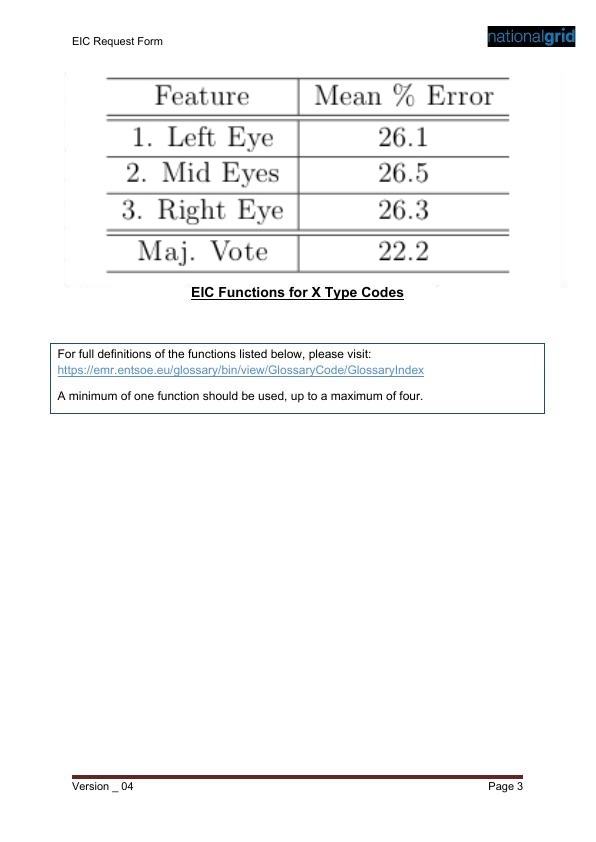 EIC Request Form
nationalgrid
Feature Mean % Error
1. Left Eye 26.1
2. Mid Eyes 26.5
3. Right Eye 26.3
Maj. Vote 22.2
EIC Functions for X Type Codes
For full definitions of the functions listed below, please visit:
https://emr.entsoe.eu/glossary/bin/view/GlossaryCode/GlossaryIndex
A minimum of one function should be used, up to a maximum of four.
Version _ 04 Page 3